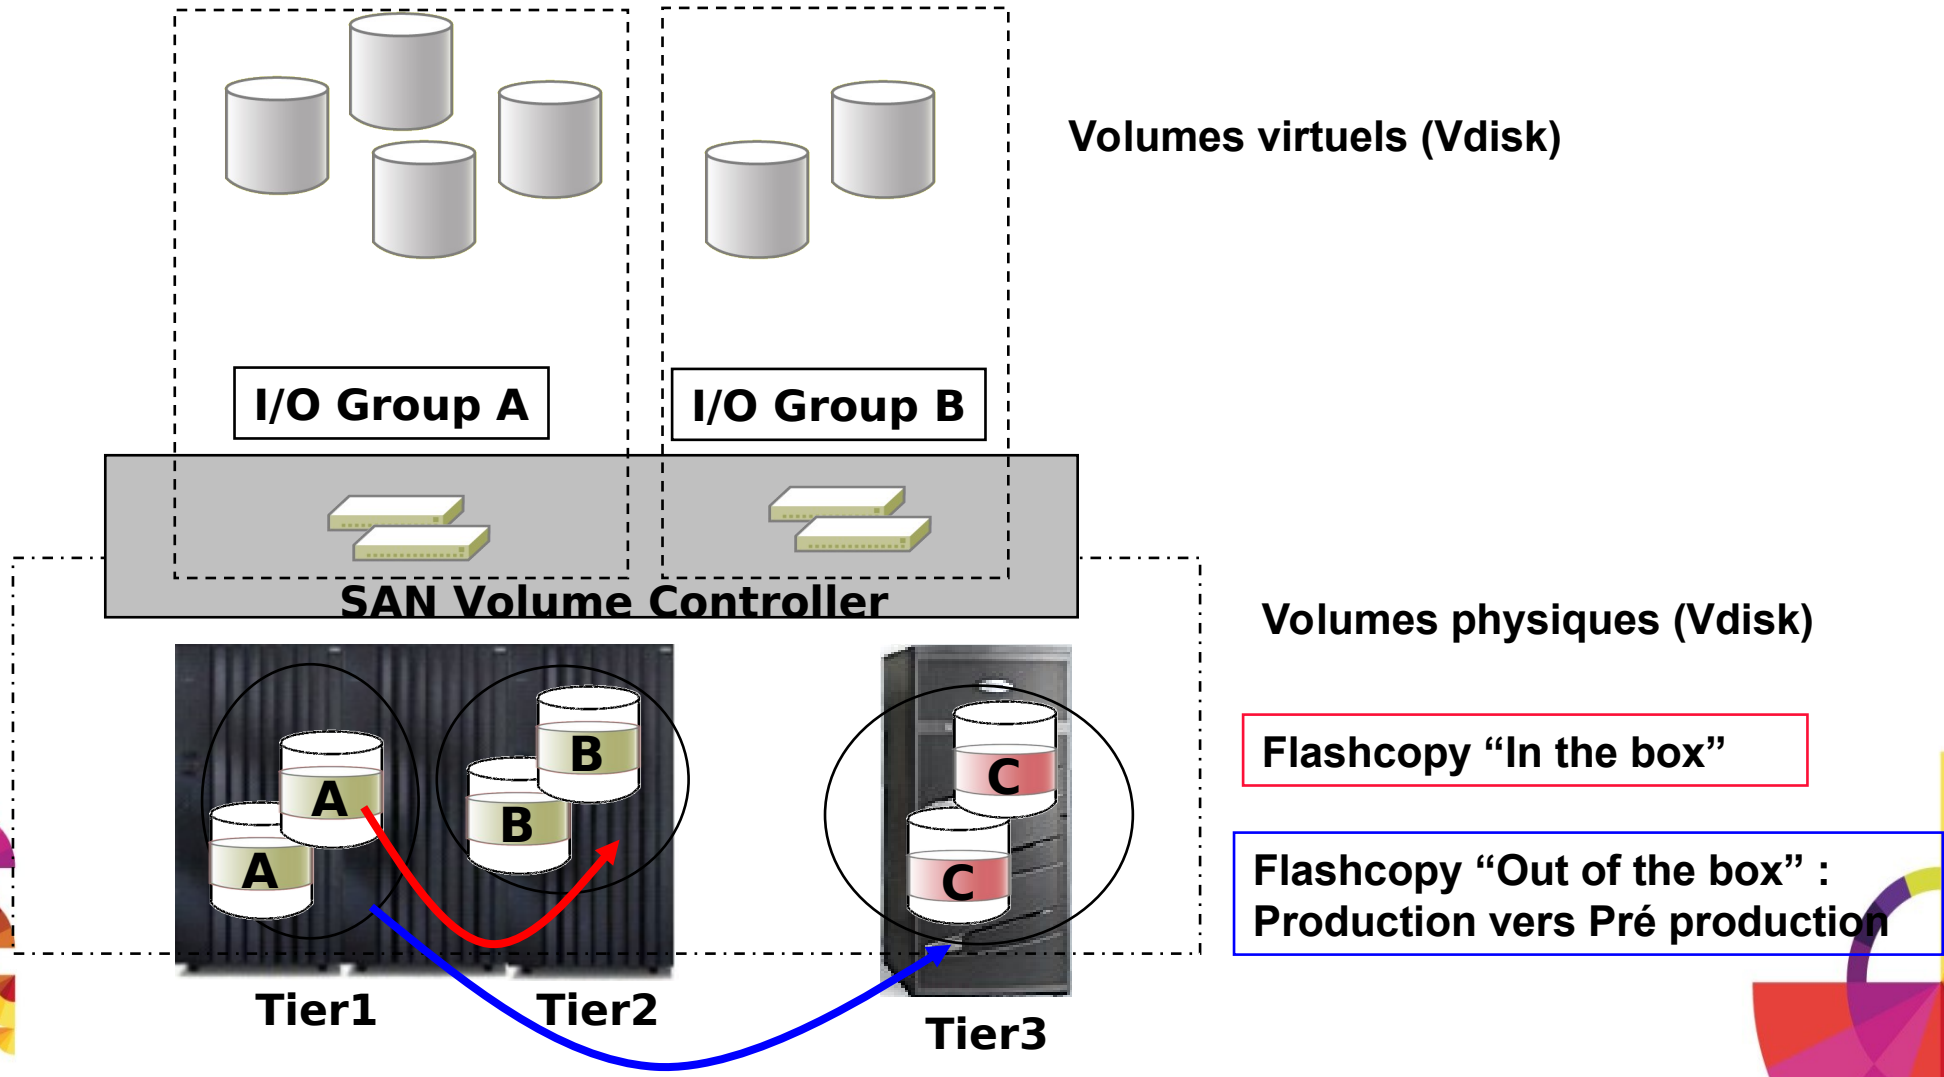 Volumes virtuels (Vdisk)
I/O Group A
I/O Group B
SAN Volume Controller
Volumes physiques (Vdisk)
B
Flashcopy “In the box”
C
A
B
A
C
Flashcopy “Out of the box” :
Production vers Pré production
Tier1
Tier2
Tier3